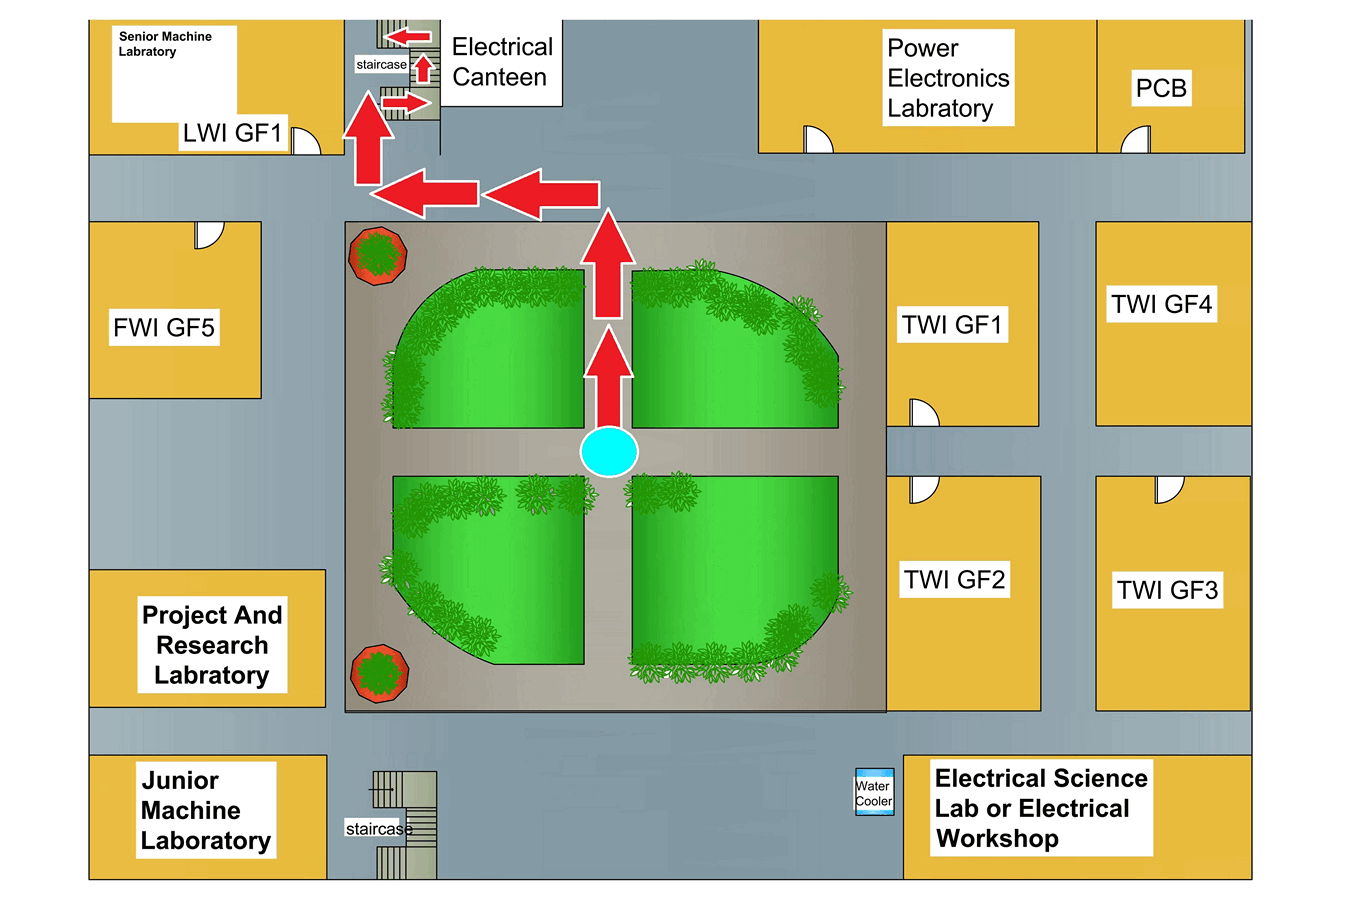 Senior Machine
Labratory
LWI GF1
staircase
Electrical
Canteen
Power
Electronics
Labratory
PCB
FWI GF5
TWI GF1
TWI GF4
TWI GF2
TWI GF3
Project And
Research
Labratory
Junior
Machine
Laboratory
staircase
Water
Cooler
Electrical Science
Lab or Electrical
Workshop